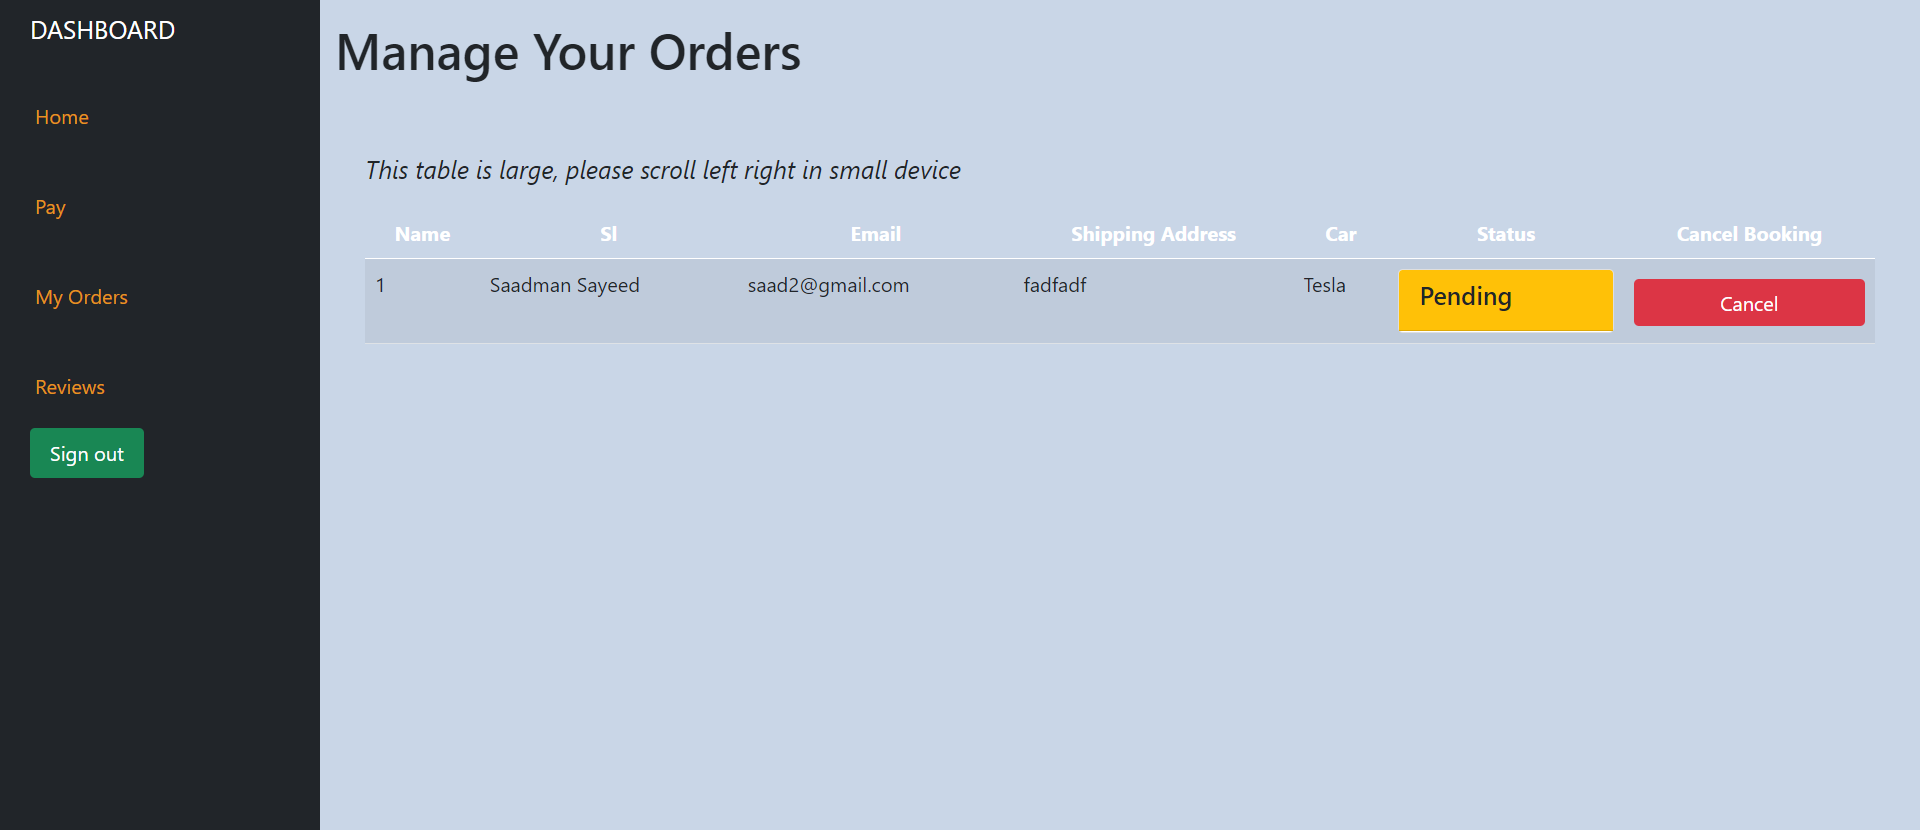 DASHBOARD
Home
Pay
My Orders
Reviews
Sign out
Manage Your Orders
This table is large, please scroll left right in small device
Name Sl Email Shipping Address Car Status Cancel Booking
1 Saadman Sayeed saad2@gmail.com fadfadf Tesla Pending Cancel